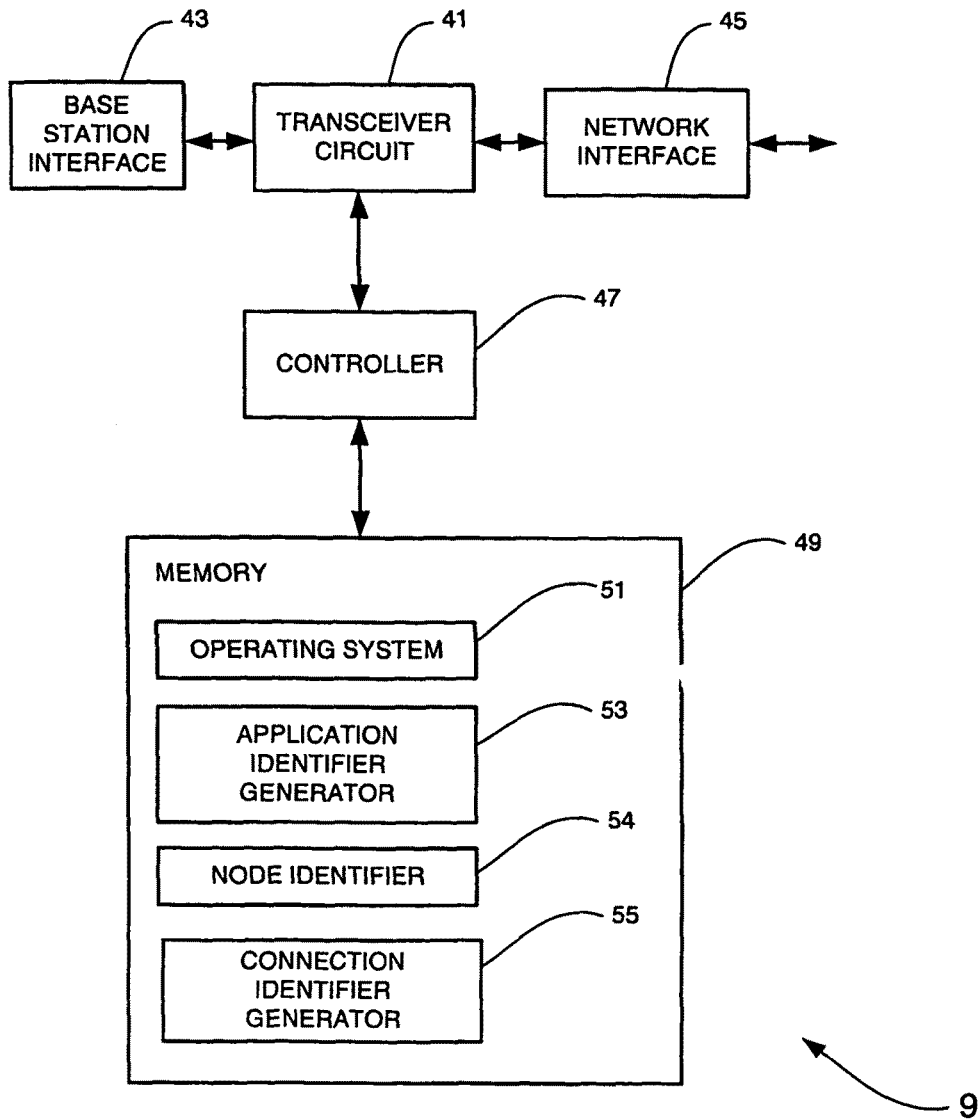 43
41
45
BASE
STATION
INTERFACE
TRANSCEIVER
CIRCUIT
NETWORK
INTERFACE
47
CONTROLLER
49
MEMORY
51
OPERATING SYSTEM
53
APPLICATION
IDENTIFIER
GENERATOR
54
NODE IDENTIFIER
55
CONNECTION
IDENTIFIER
GENERATOR
9